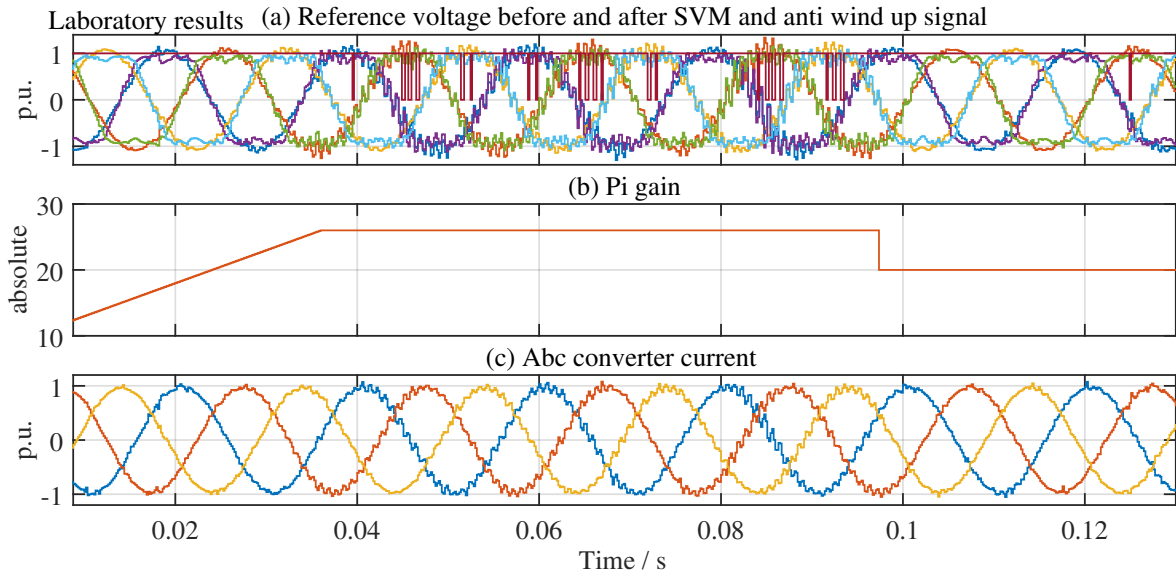 Laboratory results (a) Reference voltage before and after SVM and anti wind up signal
1
0
-1
p.u.
(b) Pi gain
30
20
10
absolute
(c) Abc converter current
1
0
-1
p.u.
0.02 0.04 0.06 0.08 0.1 0.12
Time / s